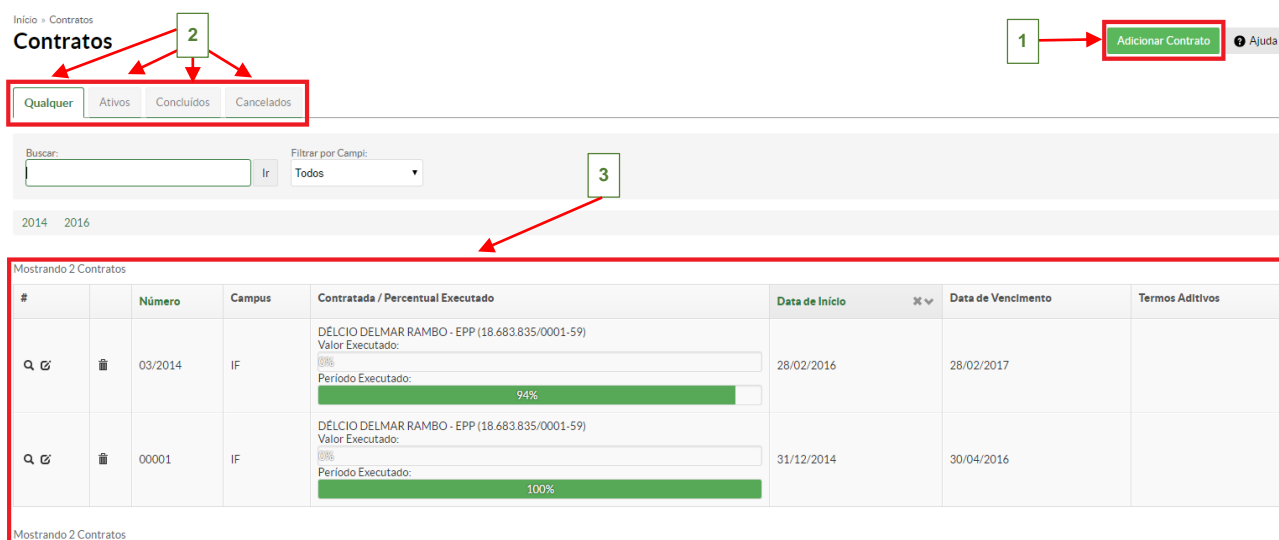 Início » Contratos
Contratos
2
1
Adicionar Contrato
Ajuda
Qualquer Ativos Concluídos Cancelados
Buscar: Filtrar por Campi:
Ir Todos
3
2014 2016
Mostrando 2 Contratos
# Número Campus Contratada / Percentual Executado Data de Início Data de Vencimento Termos Aditivos
DÉLCIO DELMAR RAMBO - EPP (18.683.835/0001-59)
Valor Executado:
0%
03/2014 IF 28/02/2016 28/02/2017
Período Executado:
94%
DÉLCIO DELMAR RAMBO - EPP (18.683.835/0001-59)
Valor Executado:
0%
00001 IF 31/12/2014 30/04/2016
Período Executado:
100%
Mostrando 2 Contratos